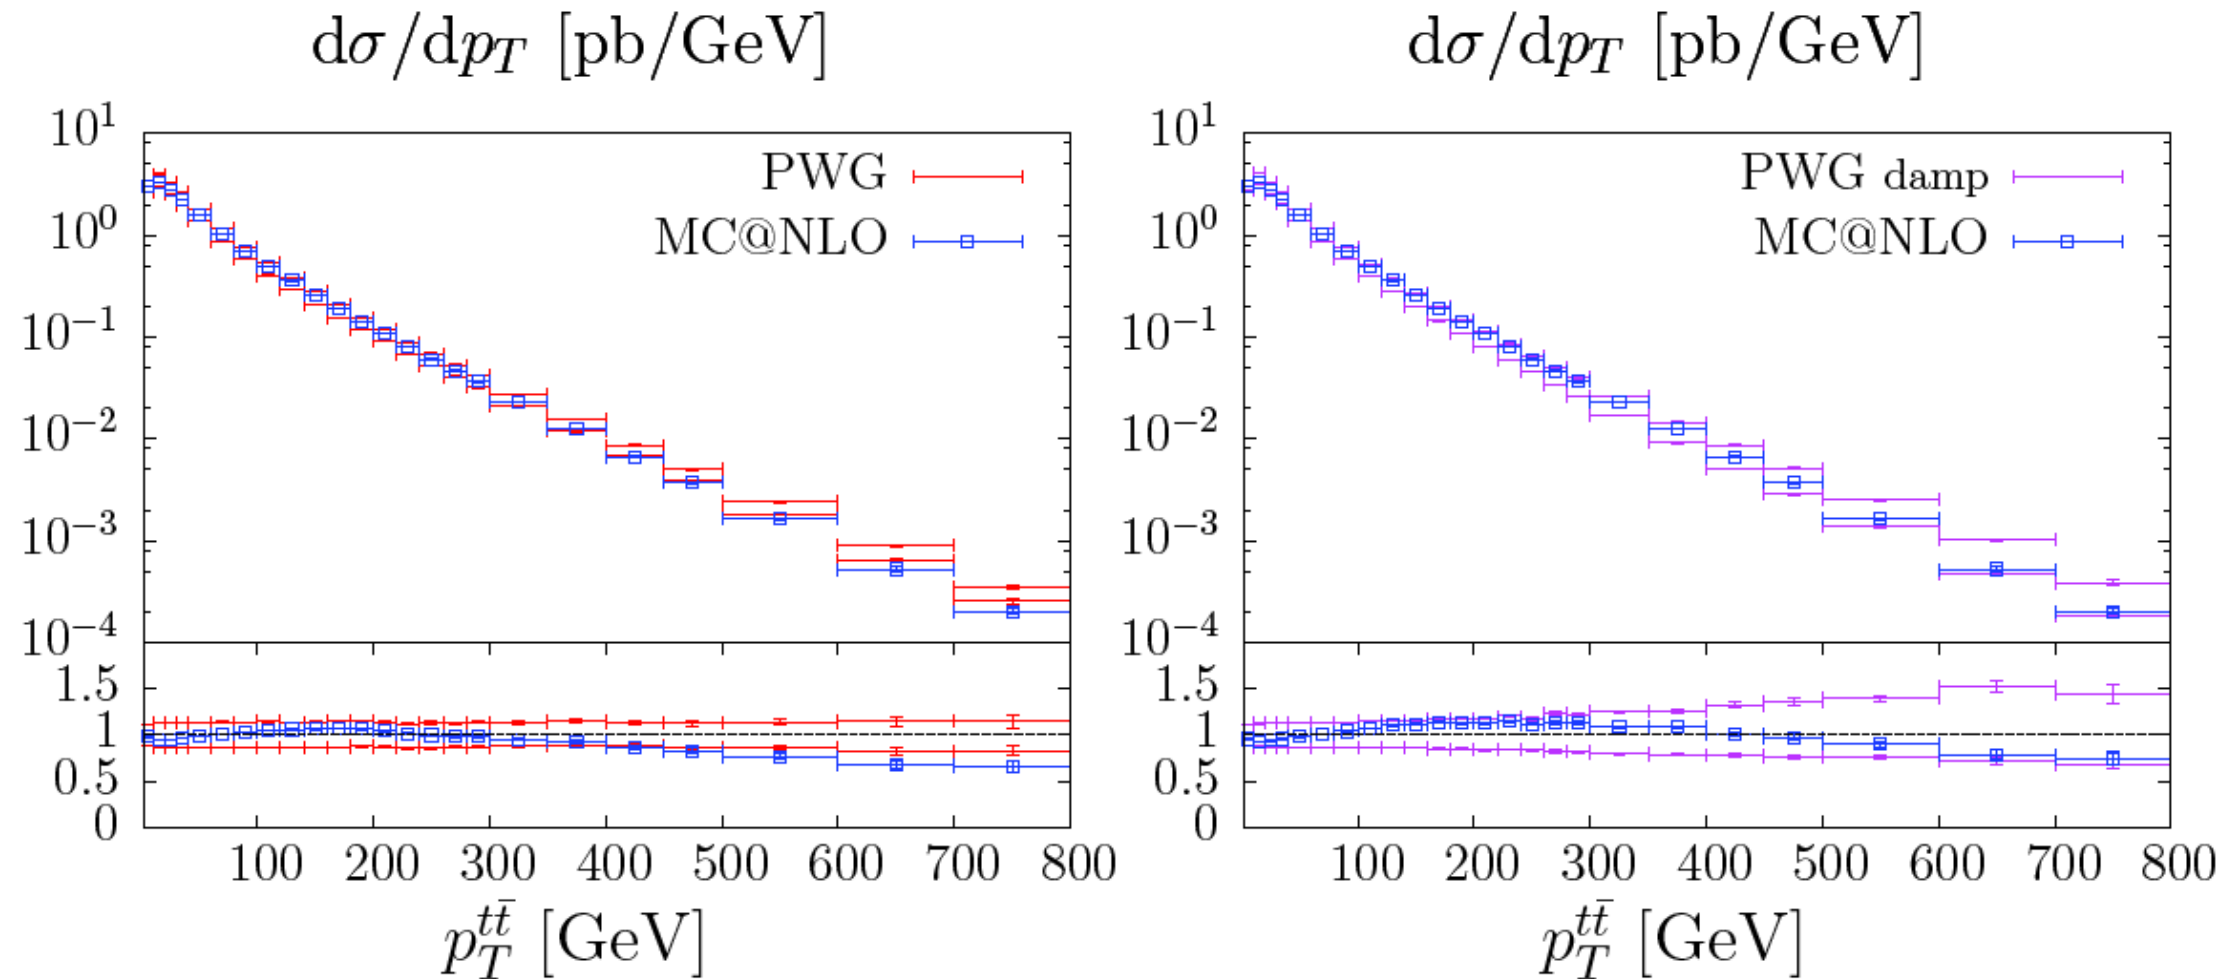 dσ/dp_T [pb/GeV]
10^1
10^0
10^−1
10^−2
10^−3
10^−4
PWG
MC@NLO
1.5
1
0.5
0
100 200 300 400 500 600 700 800
p_T^{tt̄} [GeV]
dσ/dp_T [pb/GeV]
10^1
10^0
10^−1
10^−2
10^−3
10^−4
PWG damp
MC@NLO
1.5
1
0.5
0
100 200 300 400 500 600 700 800
p_T^{tt̄} [GeV]